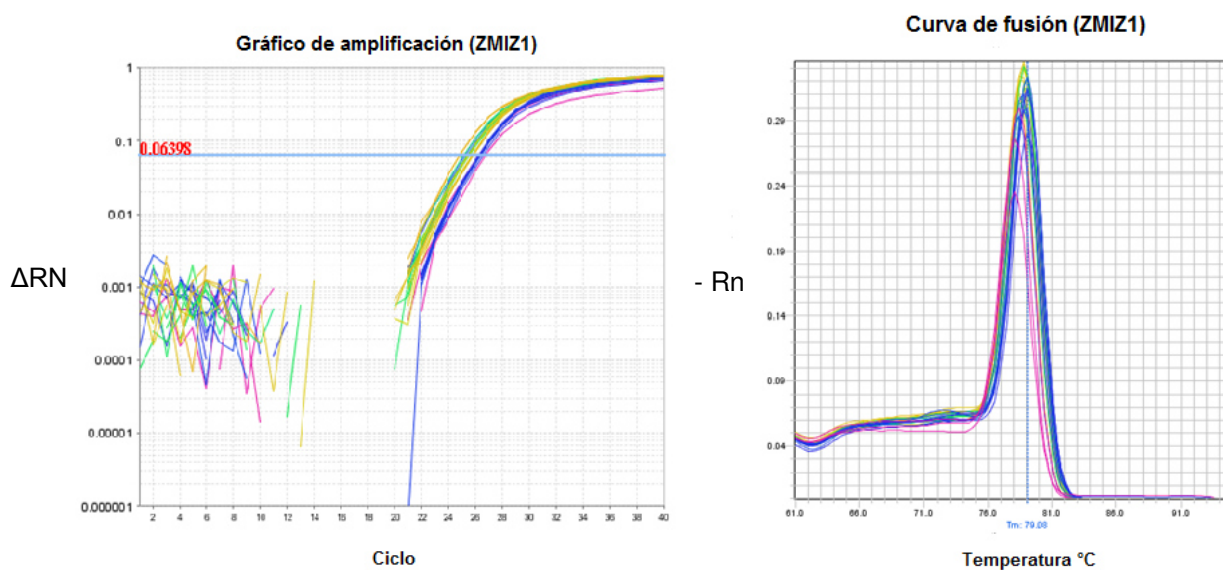 Gráfico de amplificación (ZMIZ1)
1
0.1
0.06398
0.01
ΔRN
0.001
0.0001
0.00001
0.000001
2 4 6 8 10 12 14 16 18 20 22 24 26 28 30 32 34 36 38 40
Ciclo
Curva de fusión (ZMIZ1)
0.29
0.24
0.19
- Rn
0.14
0.09
0.04
61.0 66.0 71.0 76.0 81.0 86.0 91.0
Tm: 79.08
Temperatura °C